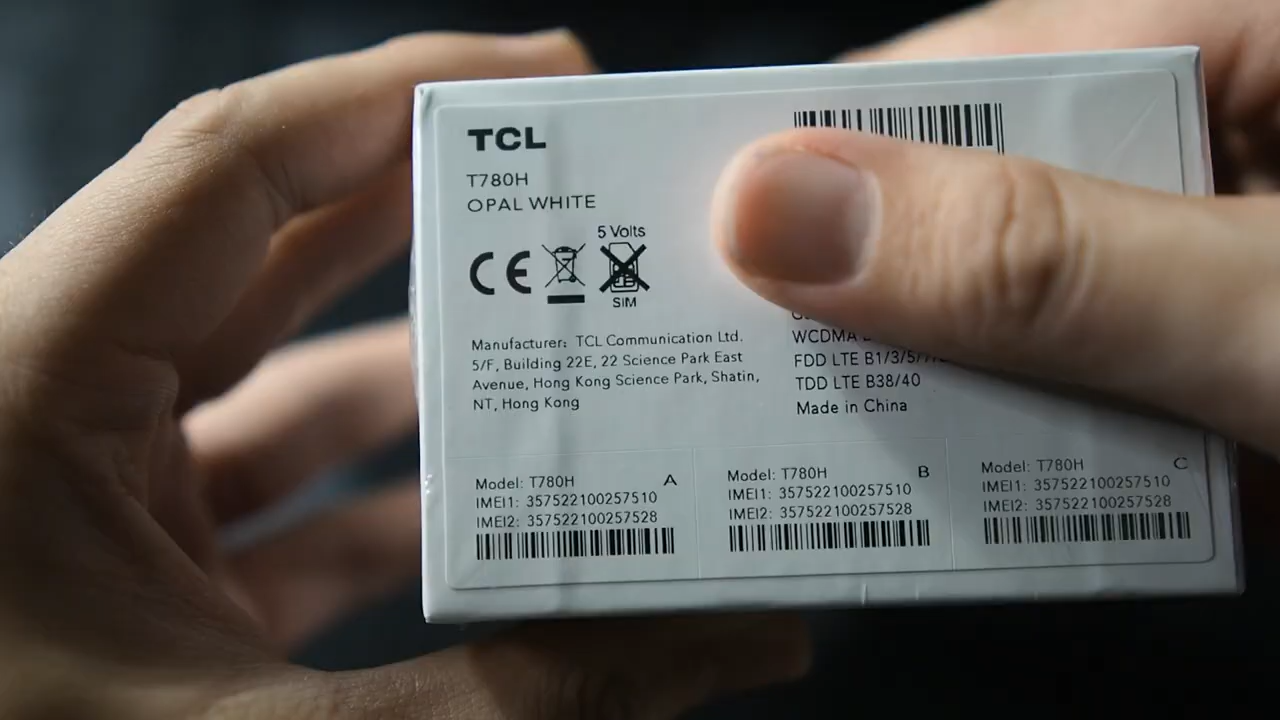 TCL
T780H
OPAL WHITE
5 Volts
CE
SIM
Manufacturer: TCL Communication Ltd.
5/F, Building 22E, 22 Science Park East
Avenue, Hong Kong Science Park, Shatin,
NT, Hong Kong
WCDMA
FDD LTE B1/3/5/7/
TDD LTE B38/40
Made in China
Model: T780H A
IMEI1: 357522100257510
IMEI2: 357522100257528
Model: T780H B
IMEI1: 357522100257510
IMEI2: 357522100257528
Model: T780H C
IMEI1: 357522100257510
IMEI2: 357522100257528